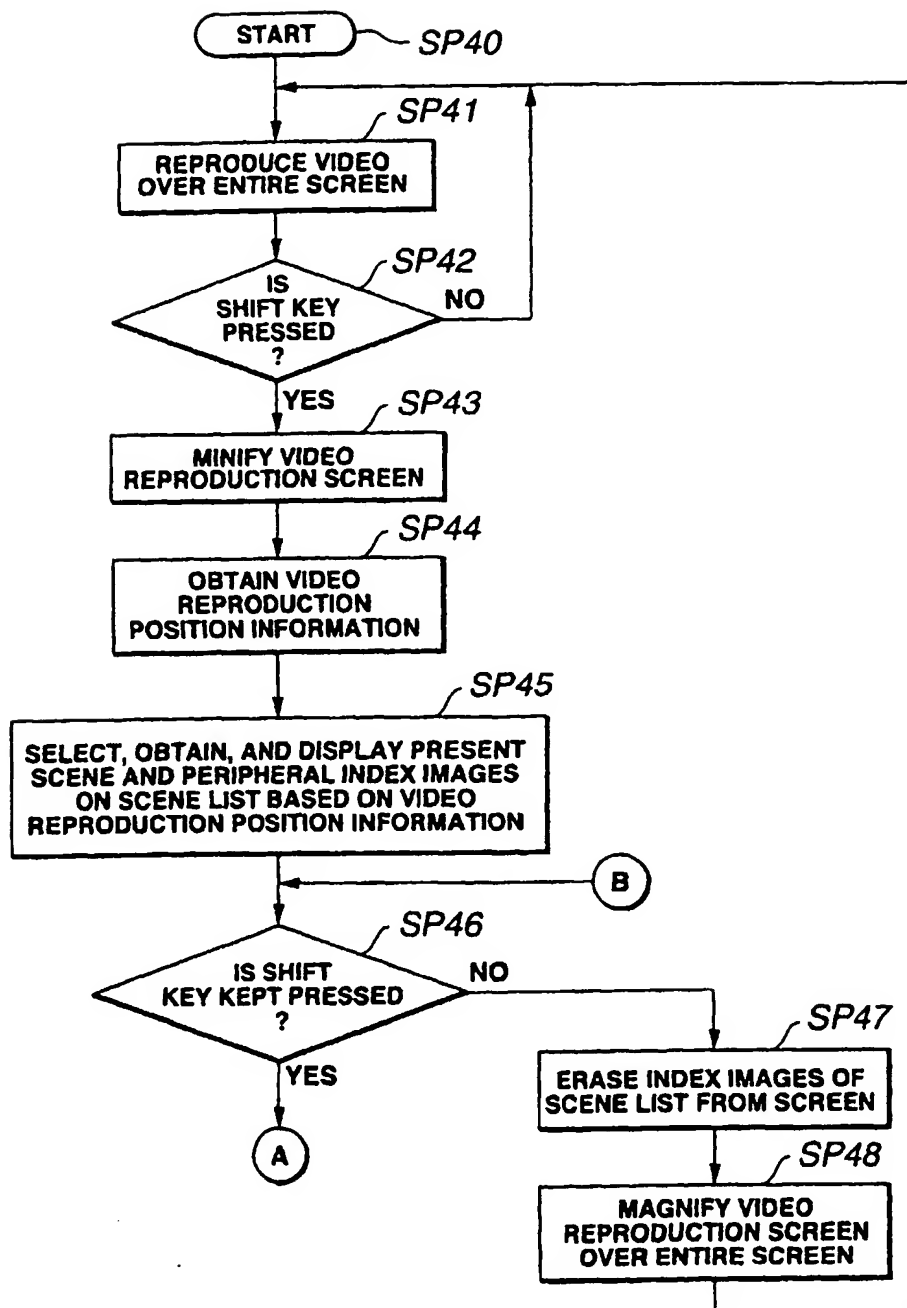 START
SP40
SP41
REPRODUCE VIDEO
OVER ENTIRE SCREEN
SP42
IS
SHIFT KEY
PRESSED
?
NO
YES
SP43
MINIFY VIDEO
REPRODUCTION SCREEN
SP44
OBTAIN VIDEO
REPRODUCTION
POSITION INFORMATION
SP45
SELECT, OBTAIN, AND DISPLAY PRESENT
SCENE AND PERIPHERAL INDEX IMAGES
ON SCENE LIST BASED ON VIDEO
REPRODUCTION POSITION INFORMATION
B
SP46
IS SHIFT
KEY KEPT PRESSED
?
NO
YES
A
SP47
ERASE INDEX IMAGES OF
SCENE LIST FROM SCREEN
SP48
MAGNIFY VIDEO
REPRODUCTION SCREEN
OVER ENTIRE SCREEN